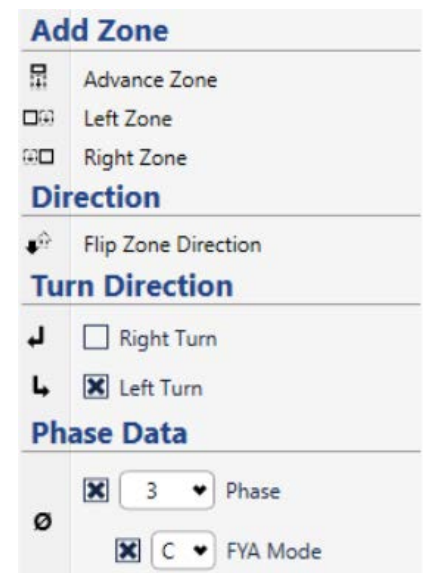 Add Zone
Advance Zone
Left Zone
Right Zone
Direction
Flip Zone Direction
Turn Direction
Right Turn
Left Turn
Phase Data
3 Phase
Ø
C FYA Mode